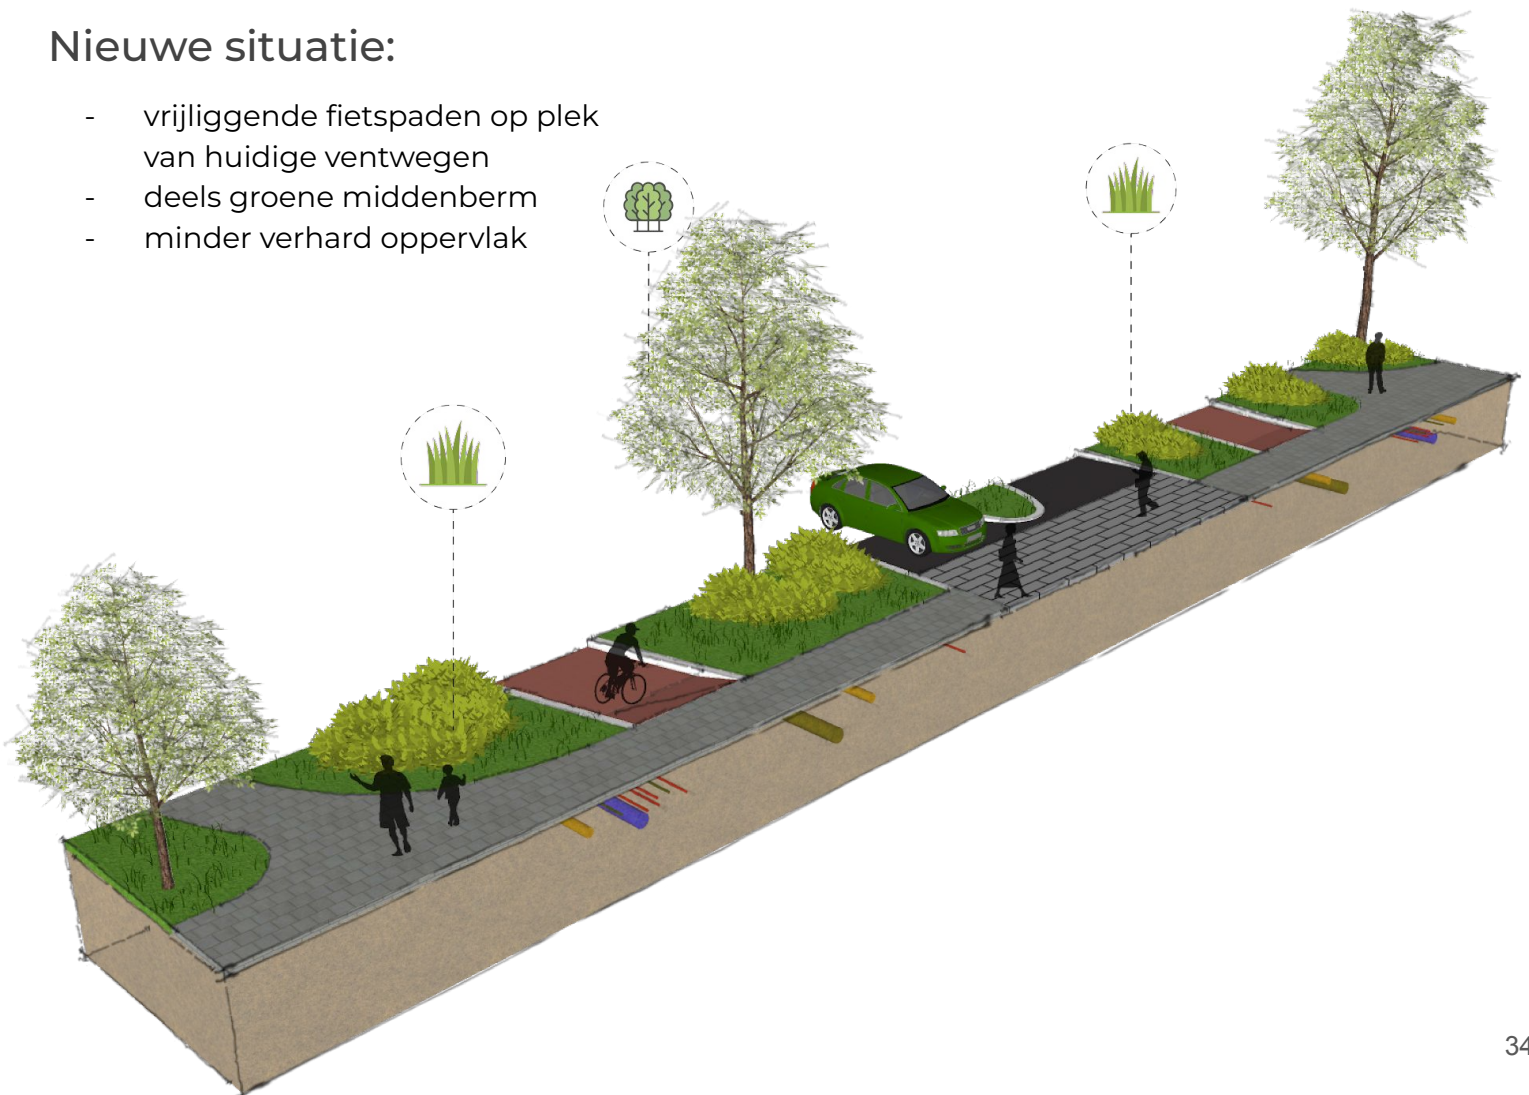 Nieuwe situatie:
- vrijliggende fietspaden op plek
van huidige ventwegen
- deels groene middenberm
- minder verhard oppervlak
34